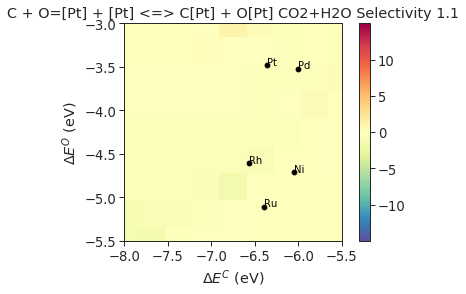 C + O=[Pt] + [Pt] <=> C[Pt] + O[Pt] CO2+H2O Selectivity 1.1
−3.0
−3.5
−4.0
−4.5
−5.0
−5.5
ΔE^O (eV)
Pt
Pd
Rh
Ni
Ru
−8.0 −7.5 −7.0 −6.5 −6.0 −5.5
ΔE^C (eV)
10
5
0
−5
−10